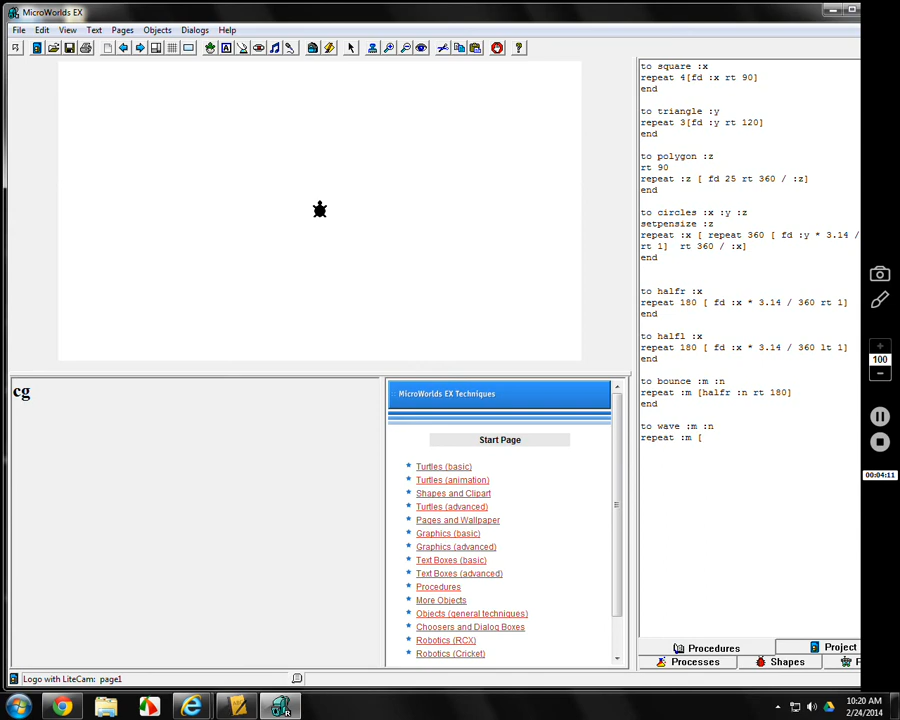 MicroWorlds EX
File Edit View Text Pages Objects Dialogs Help
to square :x
repeat 4[fd :x rt 90]
end
to triangle :y
repeat 3[fd :y rt 120]
end
to polygon :z
rt 90
repeat :z [ fd 25 rt 360 / :z]
end
to circles :x :y :z
setpensize :z
repeat :x [ repeat 360 [ fd :y * 3.14 /
rt 1] rt 360 / :x]
end
to halfr :x
repeat 180 [ fd :x * 3.14 / 360 rt 1]
end
to halfl :x
repeat 180 [ fd :x * 3.14 / 360 lt 1]
end
to bounce :m :n
repeat :m [halfr :n rt 180]
end
to wave :m :n
repeat :m [
100
00:04:11
cg
:: MicroWorlds EX Techniques
Start Page
Turtles (basic)
Turtles (animation)
Shapes and Clipart
Turtles (advanced)
Pages and Wallpaper
Graphics (basic)
Graphics (advanced)
Text Boxes (basic)
Text Boxes (advanced)
Procedures
More Objects
Objects (general techniques)
Choosers and Dialog Boxes
Robotics (RCX)
Robotics (Cricket)
Procedures Project
Processes Shapes F
Logo with LiteCam: page1
10:20 AM
2/24/2014